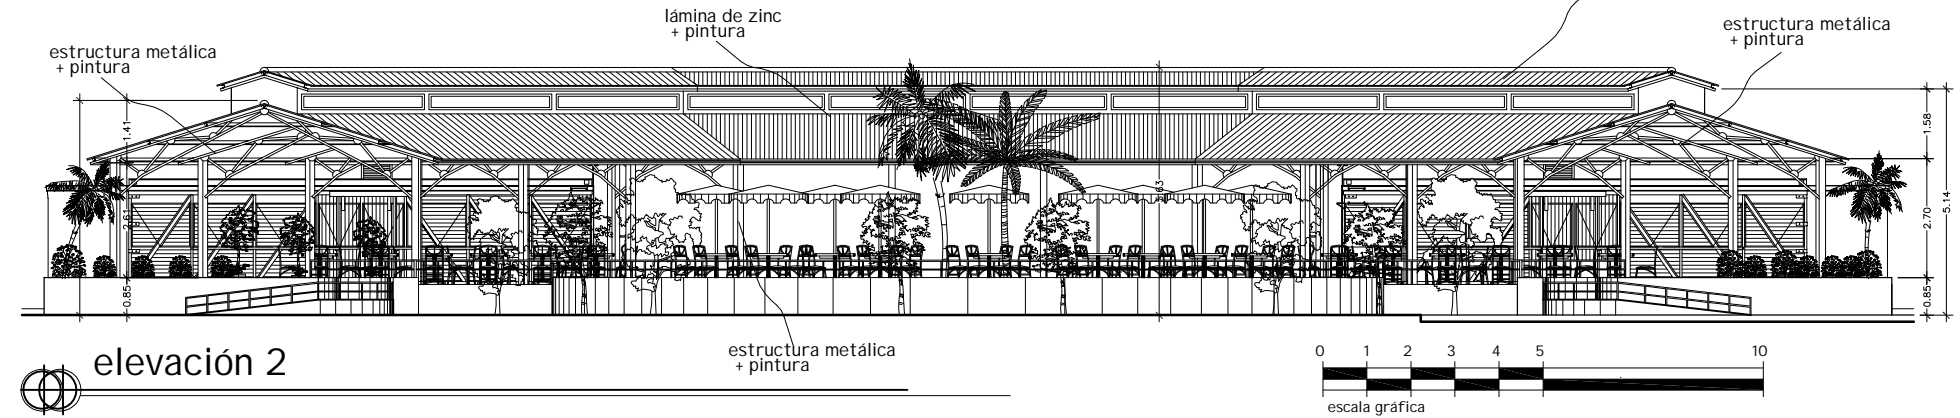 lámina de zinc
+ pintura
estructura metálica
+ pintura
estructura metálica
+ pintura
1.41
2.61
0.85
1.58
2.70
0.85
5.14
estructura metálica
+ pintura
elevación 2
0 1 2 3 4 5 10
escala gráfica